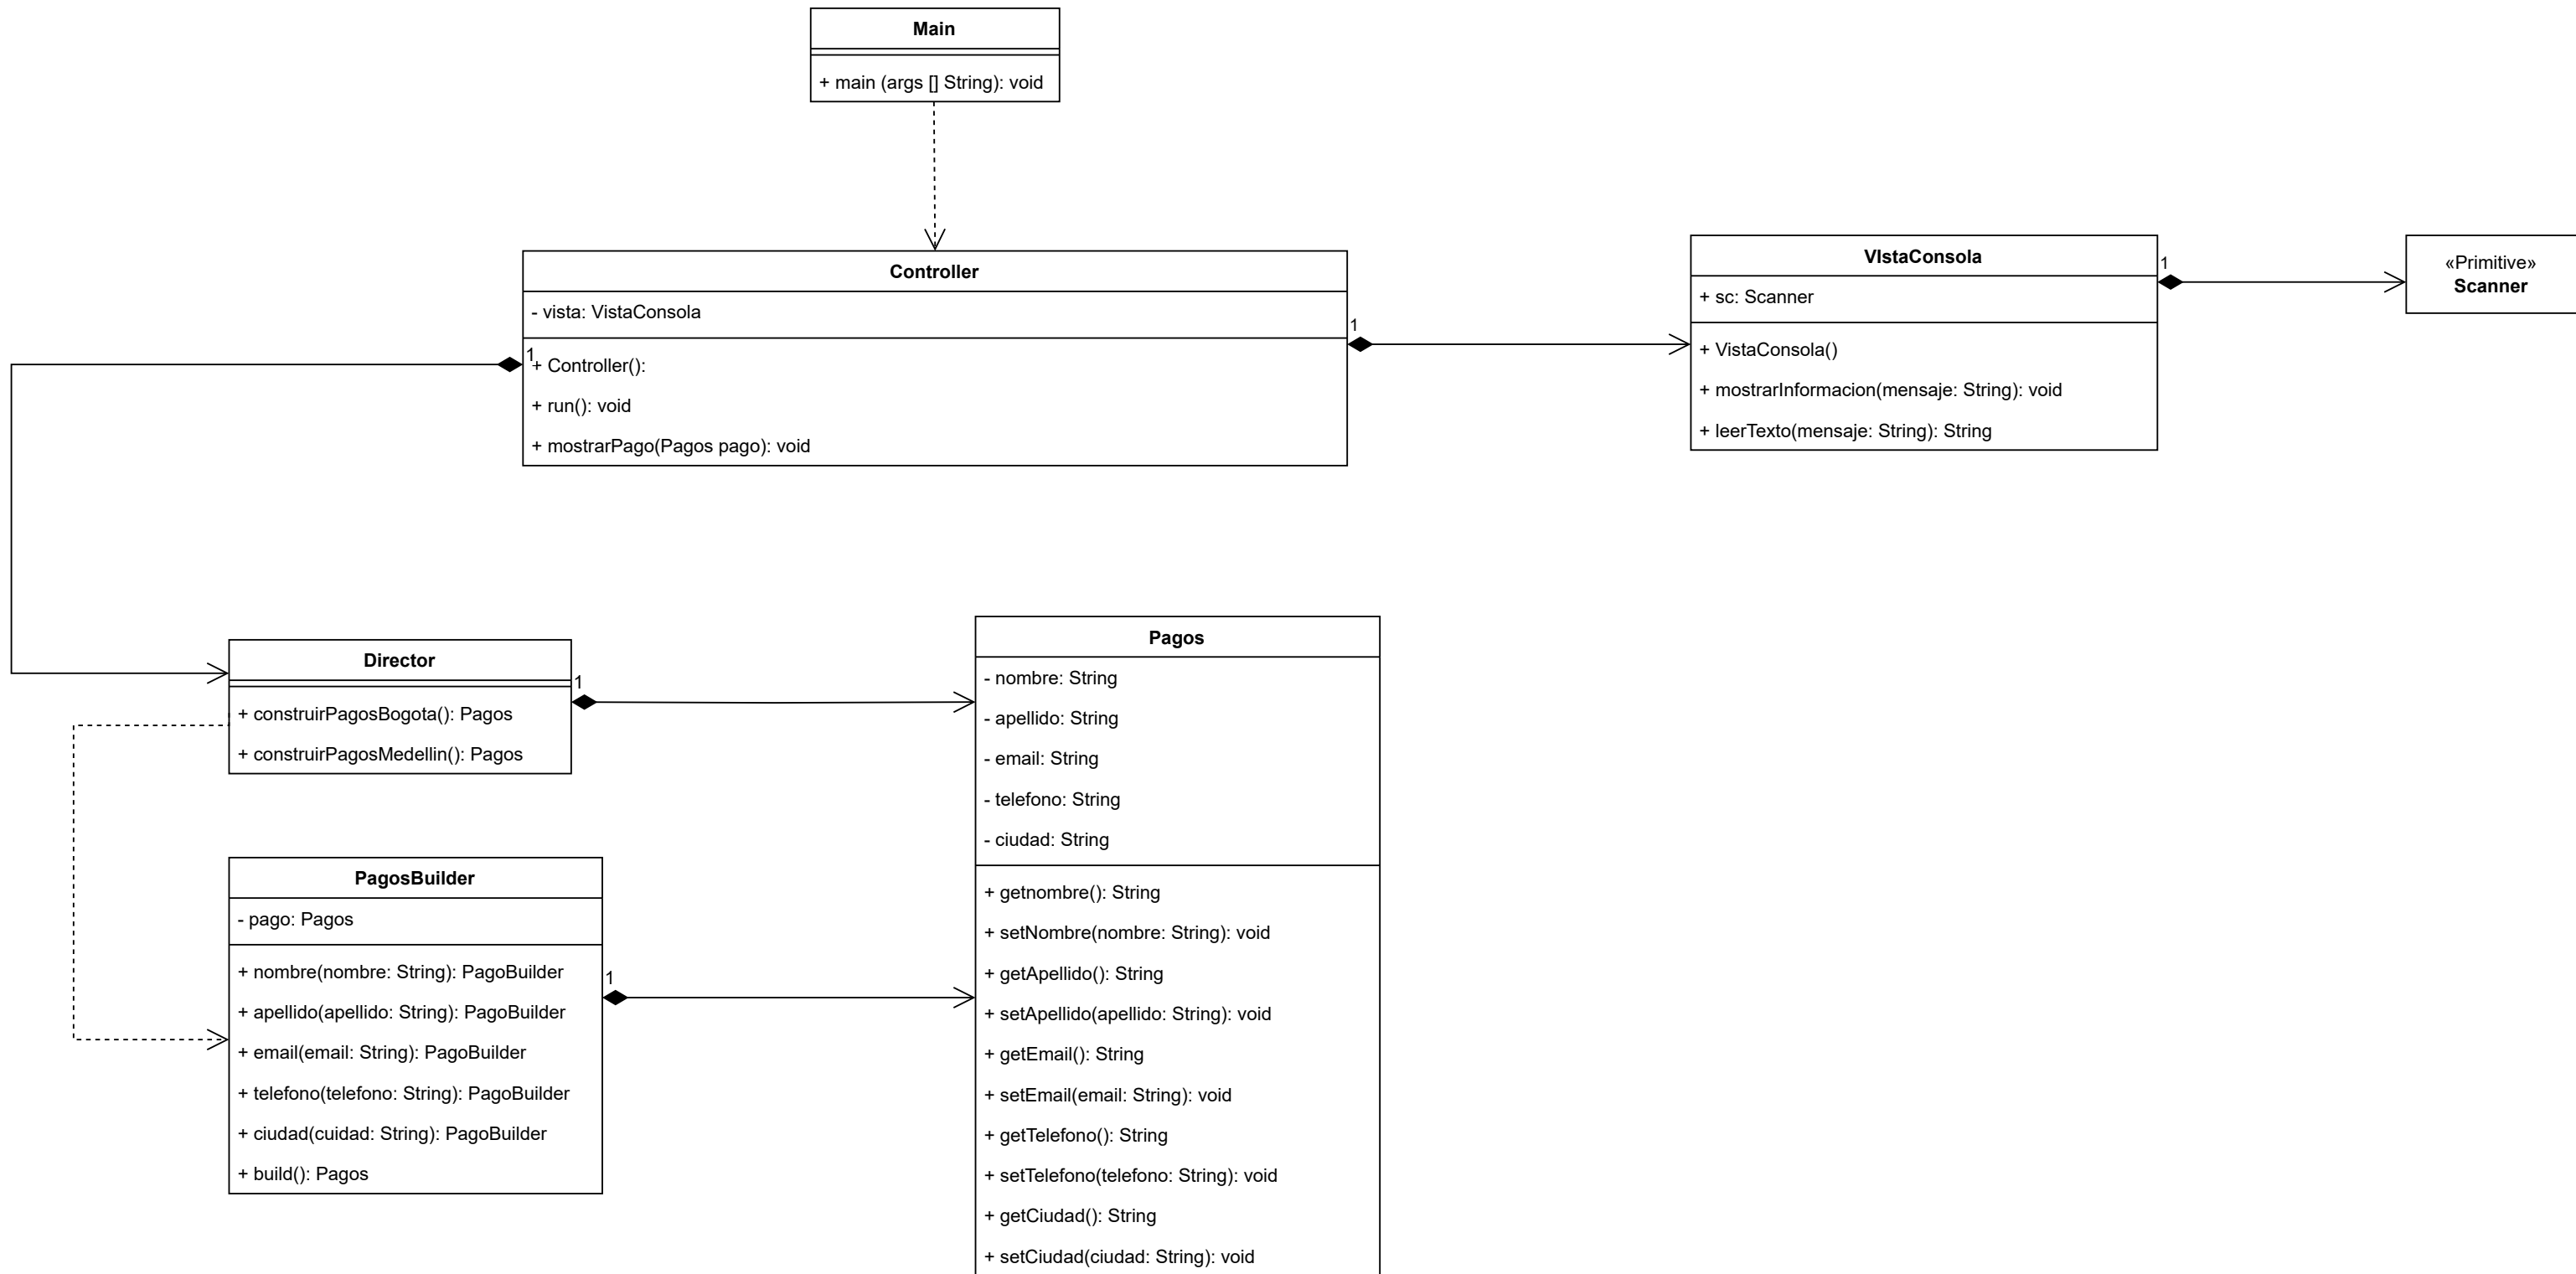 Main
+ main (args [] String): void
Controller
- vista: VistaConsola
1
+ Controller():
+ run(): void
+ mostrarPago(Pagos pago): void
1
VIstaConsola
+ sc: Scanner
+ VistaConsola()
+ mostrarInformacion(mensaje: String): void
+ leerTexto(mensaje: String): String
1
«Primitive»
Scanner
Director
+ construirPagosBogota(): Pagos
+ construirPagosMedellin(): Pagos
1
PagosBuilder
- pago: Pagos
+ nombre(nombre: String): PagoBuilder
+ apellido(apellido: String): PagoBuilder
+ email(email: String): PagoBuilder
+ telefono(telefono: String): PagoBuilder
+ ciudad(cuidad: String): PagoBuilder
+ build(): Pagos
1
Pagos
- nombre: String
- apellido: String
- email: String
- telefono: String
- ciudad: String
+ getnombre(): String
+ setNombre(nombre: String): void
+ getApellido(): String
+ setApellido(apellido: String): void
+ getEmail(): String
+ setEmail(email: String): void
+ getTelefono(): String
+ setTelefono(telefono: String): void
+ getCiudad(): String
+ setCiudad(ciudad: String): void